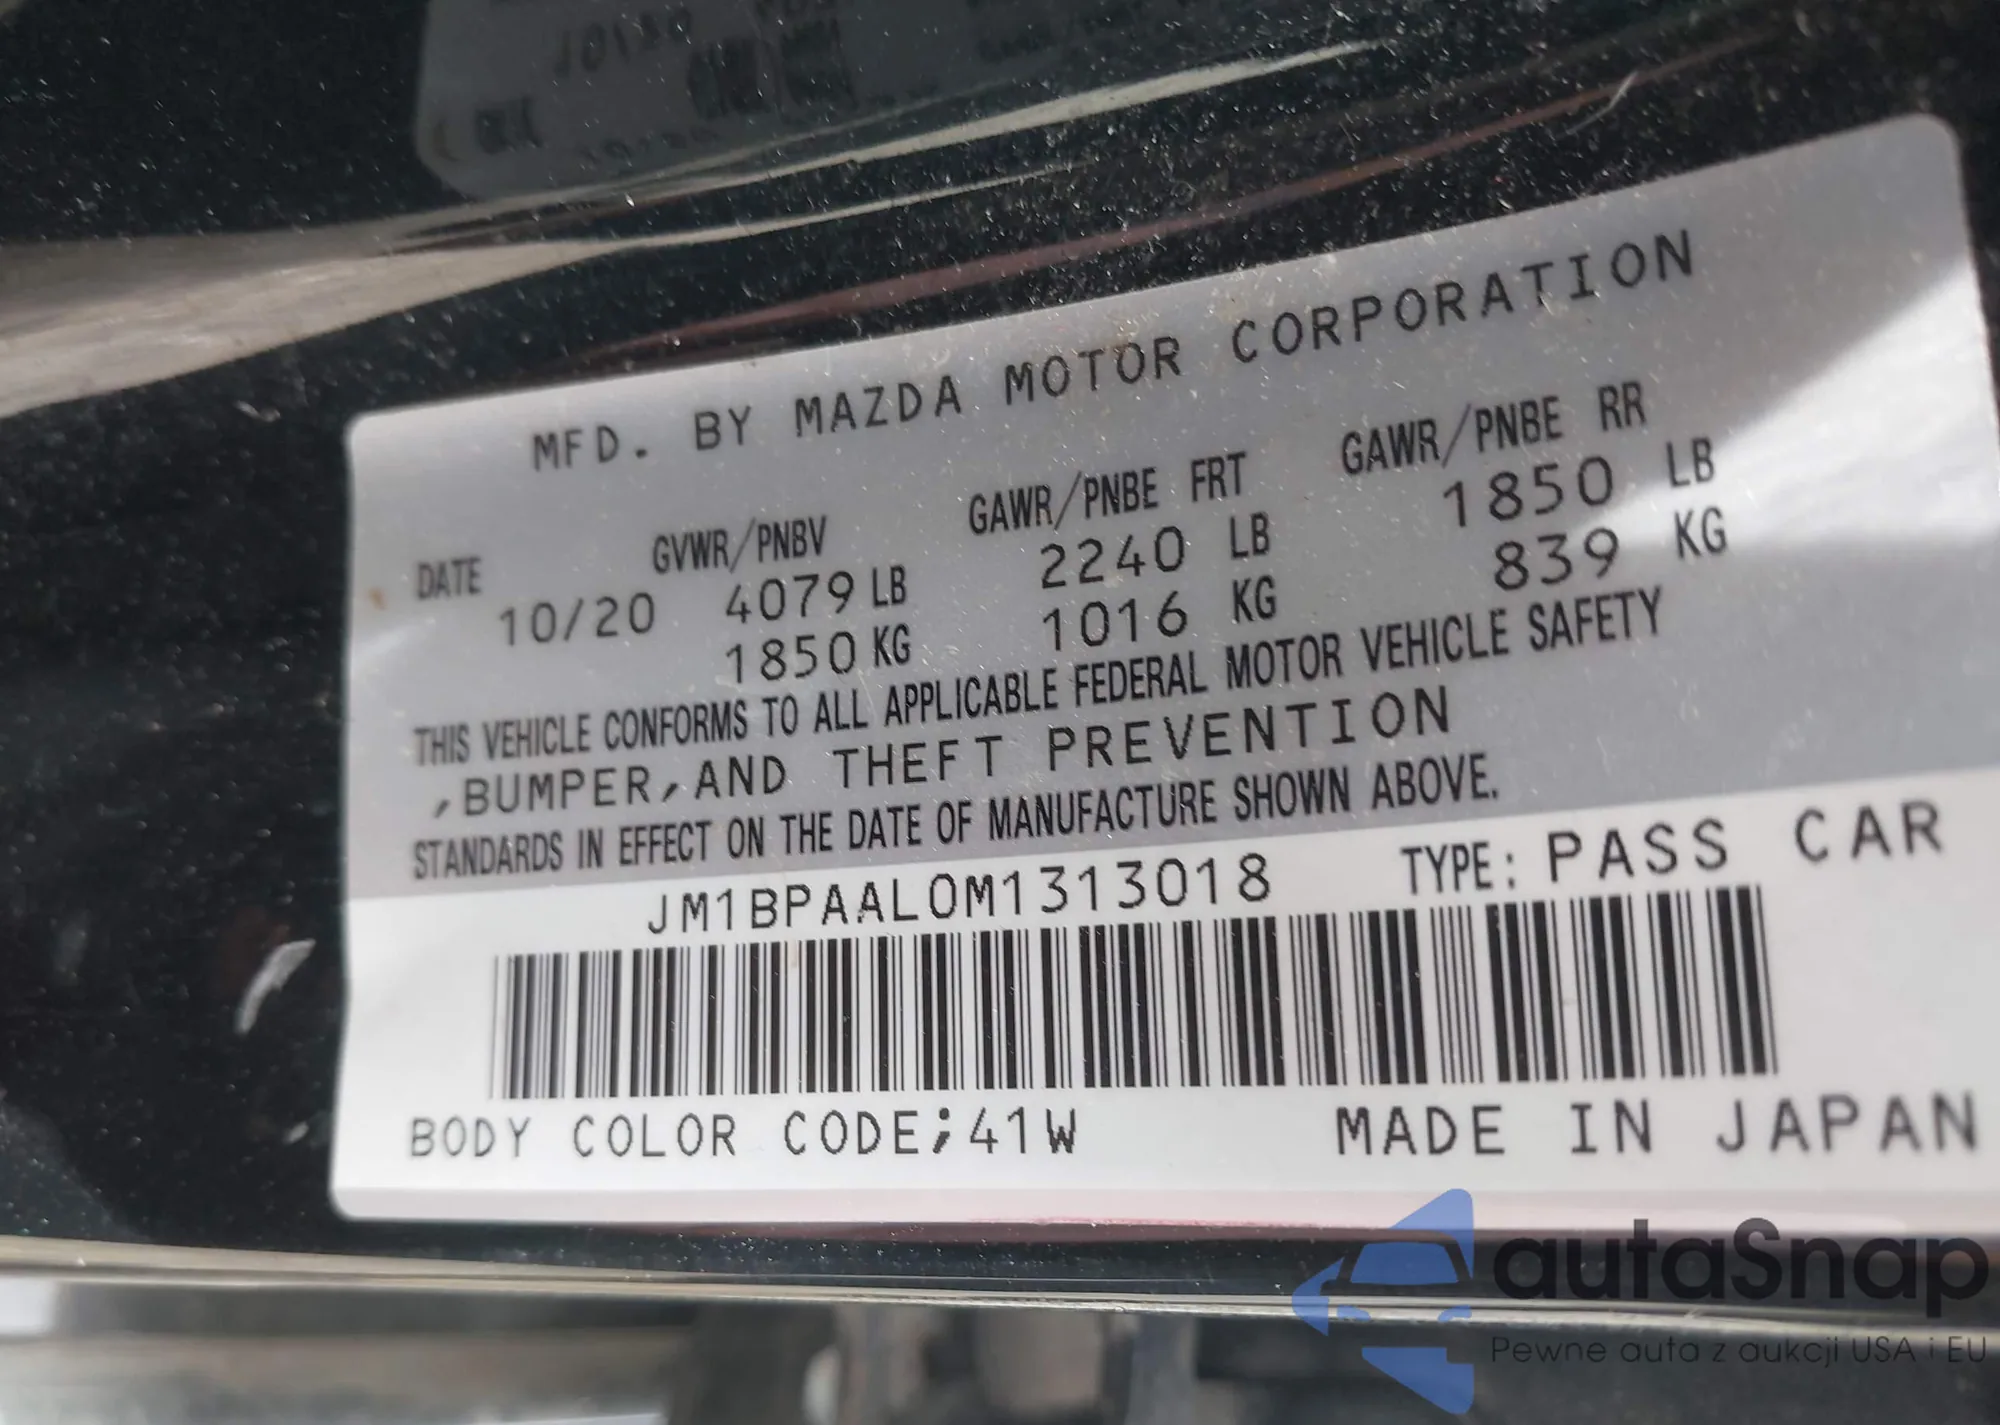 MFD. BY MAZDA MOTOR CORPORATION
DATE GVWR/PNBV GAWR/PNBE FRT GAWR/PNBE RR
10/20 4079 LB 2240 LB 1850 LB
1850 KG 1016 KG 839 KG
THIS VEHICLE CONFORMS TO ALL APPLICABLE FEDERAL MOTOR VEHICLE SAFETY
,BUMPER,AND THEFT PREVENTION
STANDARDS IN EFFECT ON THE DATE OF MANUFACTURE SHOWN ABOVE.
JM1BPAAL0M1313018 TYPE: PASS CAR
BODY COLOR CODE;41W MADE IN JAPAN
autaSnap
Pewne auta z aukcji USA i EU